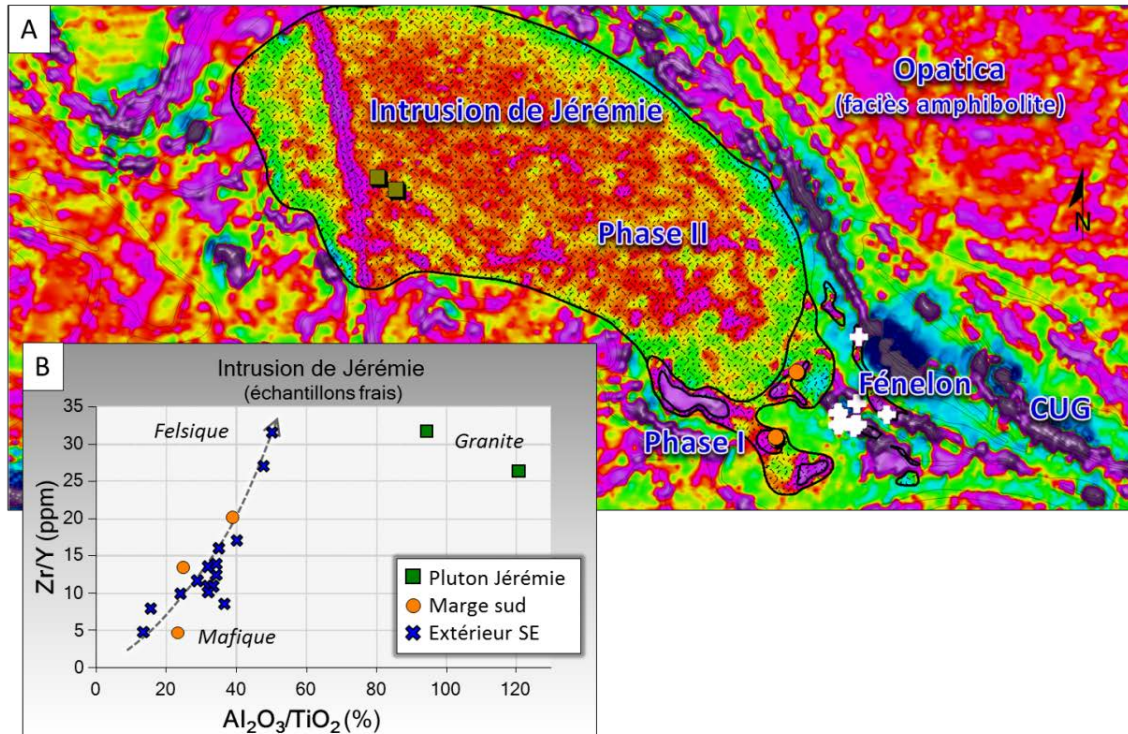 A
Opatica
(faciès amphibolite)
Intrusion de Jérémie
N
Phase II
Fénelon
CUG
Phase I
B
Intrusion de Jérémie
(échantillons frais)
35
30
25
20
15
10
5
0
Zr/Y (ppm)
Felsique
Granite
Mafique
Pluton Jérémie
Marge sud
Extérieur SE
0 20 40 60 80 100 120
Al₂O₃/TiO₂ (%)